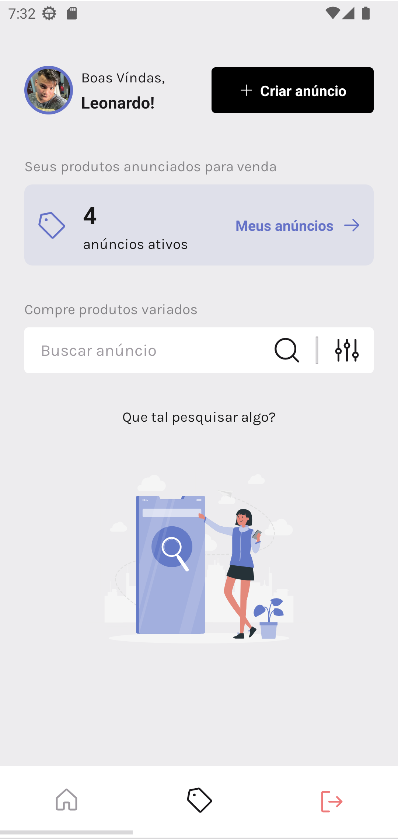 7:32
Boas Víndas,
Leonardo!
+ Criar anúncio
Seus produtos anunciados para venda
4
anúncios ativos
Meus anúncios →
Compre produtos variados
Buscar anúncio
Que tal pesquisar algo?